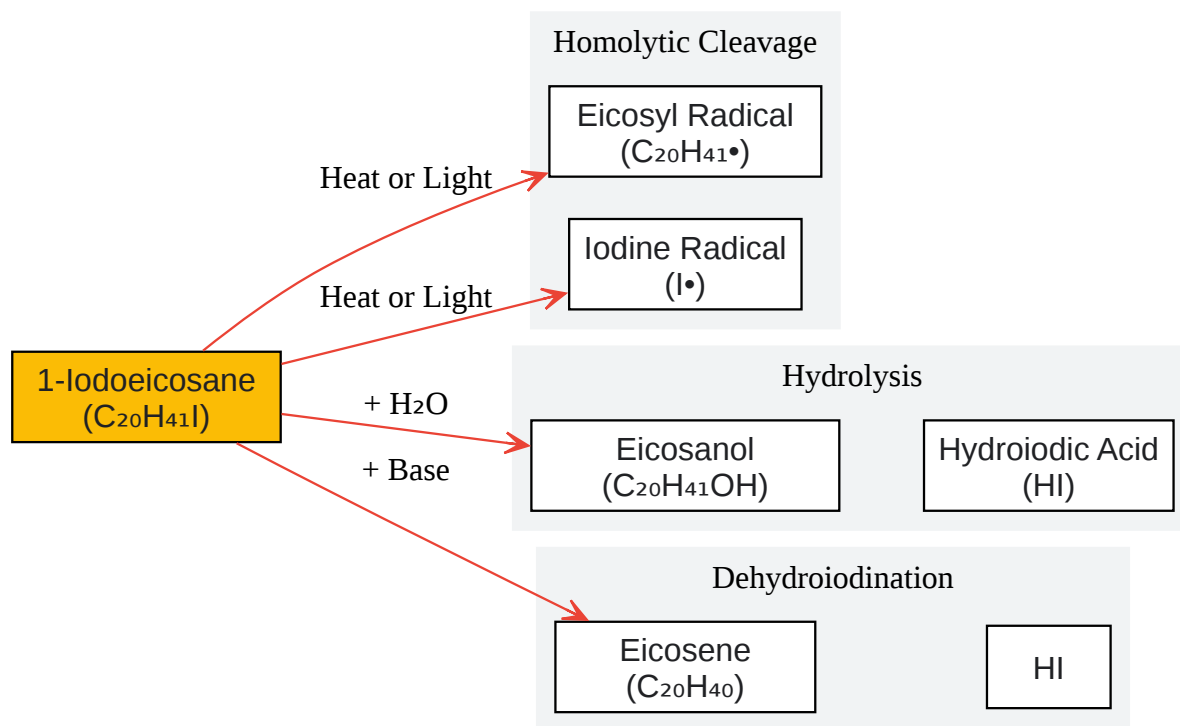 Homolytic Cleavage
Eicosyl Radical
(C₂₀H₄₁•)
Heat or Light
Iodine Radical
(I•)
Heat or Light
1-Iodoeicosane
(C₂₀H₄₁I)
Hydrolysis
+ H₂O
Eicosanol
(C₂₀H₄₁OH)
Hydroiodic Acid
(HI)
+ Base
Dehydroiodination
Eicosene
(C₂₀H₄₀)
HI